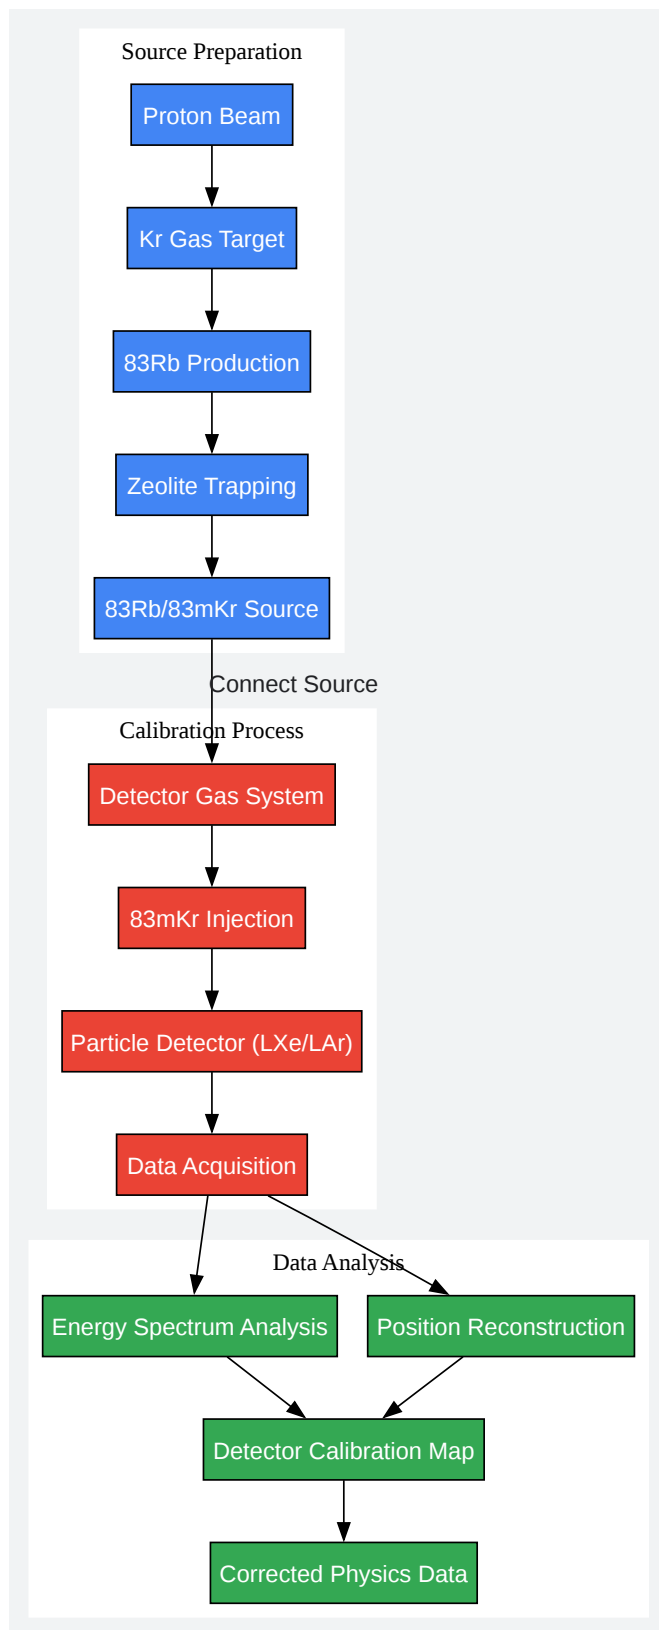 Source Preparation
Proton Beam
Kr Gas Target
83Rb Production
Zeolite Trapping
83Rb/83mKr Source
Connect Source
Calibration Process
Detector Gas System
83mKr Injection
Particle Detector (LXe/LAr)
Data Acquisition
Data Analysis
Energy Spectrum Analysis
Position Reconstruction
Detector Calibration Map
Corrected Physics Data